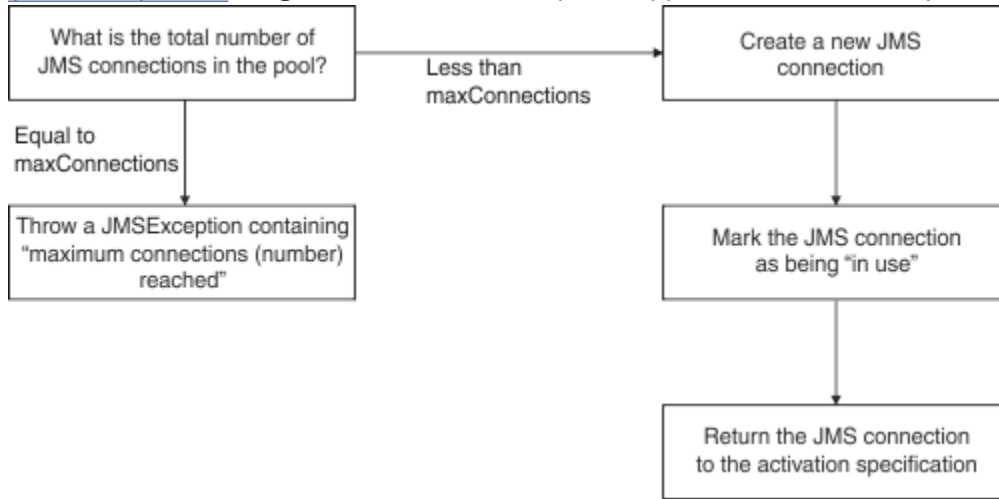 What is the total number of
JMS connections in the pool?
Less than
maxConnections
Create a new JMS
connection
Equal to
maxConnections
Throw a JMSException containing
“maximum connections (number)
reached”
Mark the JMS connection
as being “in use”
Return the JMS connection
to the activation specification